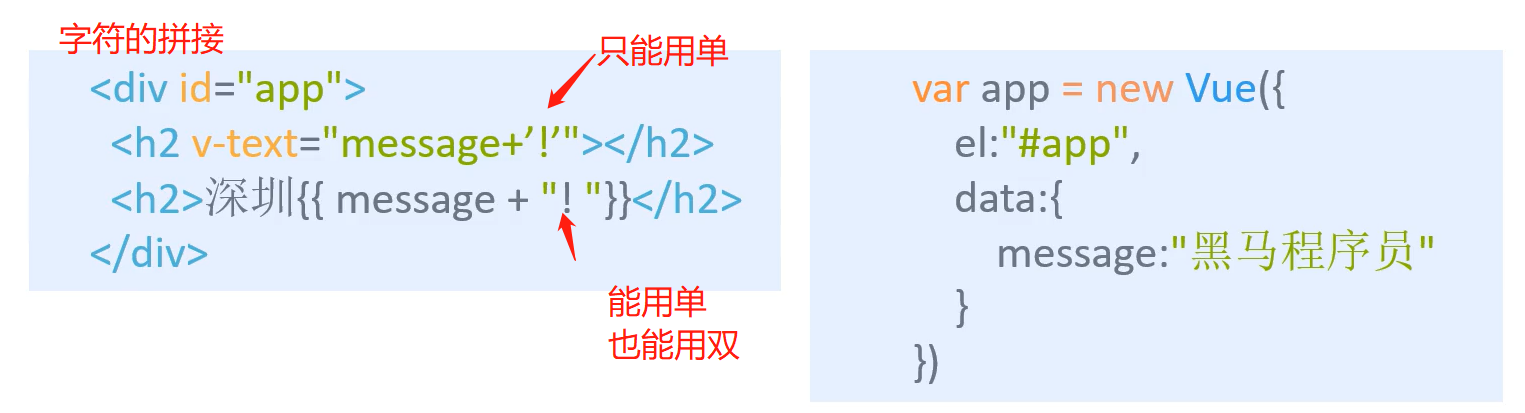 字符的拼接
只能用单
<div id="app">
<h2 v-text="message+’!’"></h2>
<h2>深圳{{ message + "! "}}</h2>
</div>
能用单
也能用双
var app = new Vue({
el:"#app",
data:{
message:"黑马程序员"
}
})